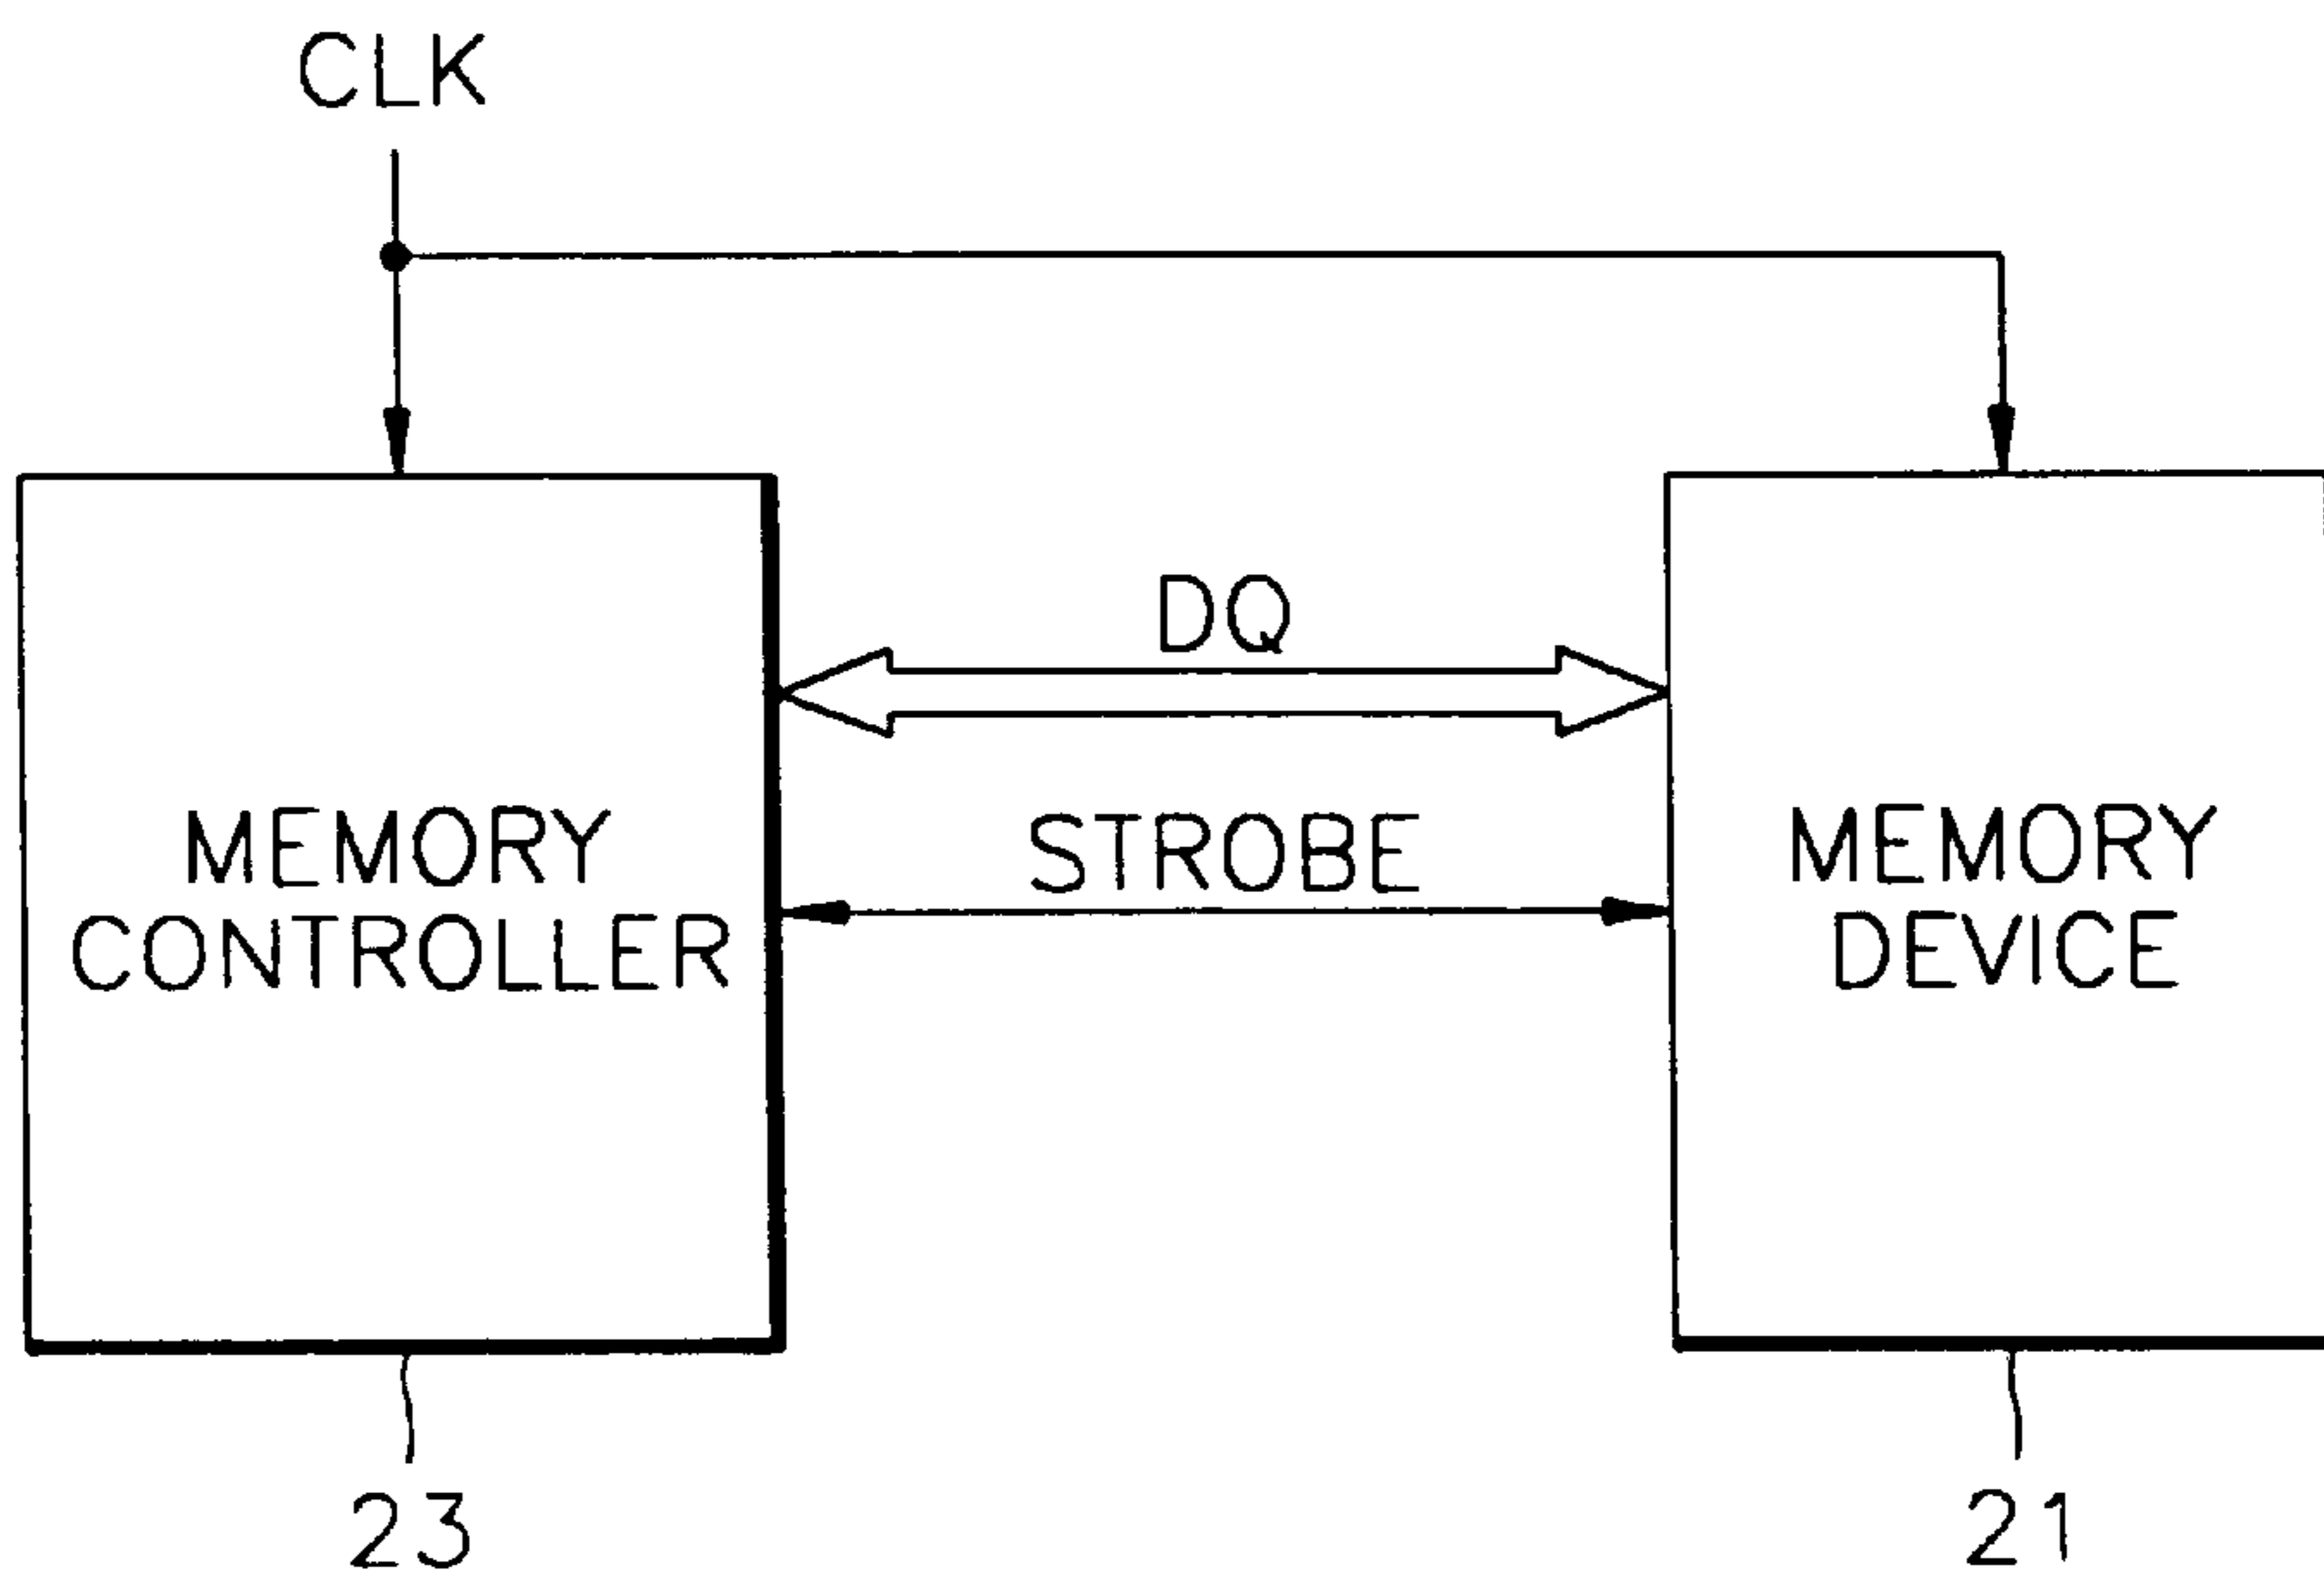 CLK
DQ
STROBE
MEMORY
CONTROLLER
MEMORY
DEVICE
23
21